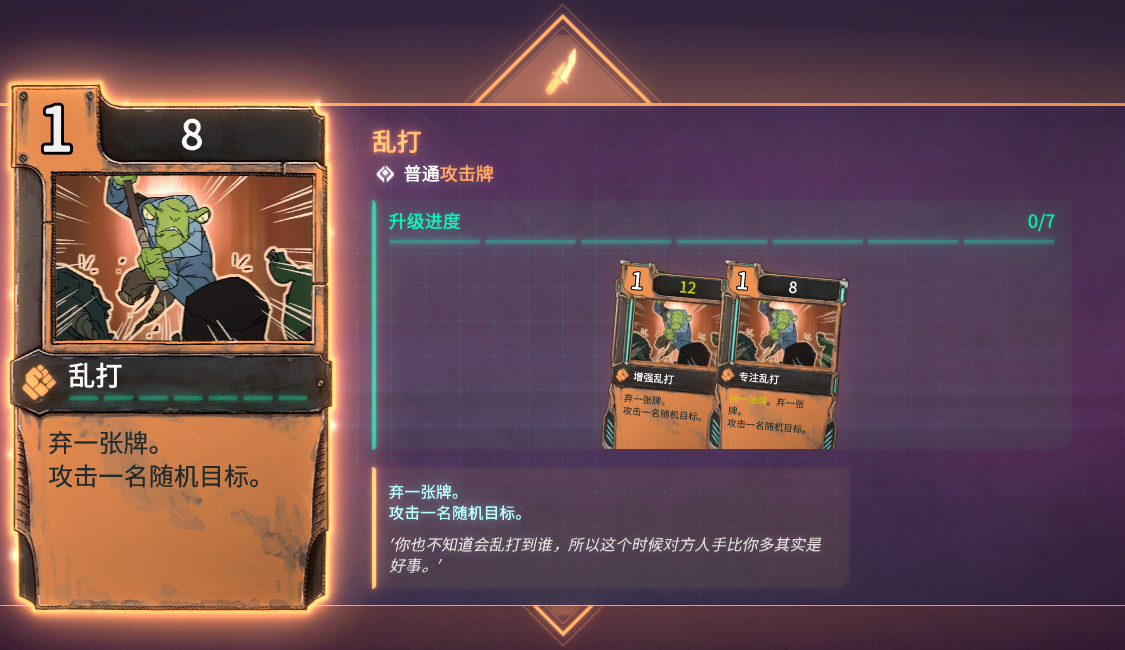 1
8
乱打
弃一张牌。
攻击一名随机目标。
乱打
普通攻击牌
升级进度
0/7
1
12
增强乱打
弃一张牌。
攻击一名随机目标。
1
8
专注乱打
抽一张牌。弃一张
牌。
攻击一名随机目标。
弃一张牌。
攻击一名随机目标。
'你也不知道会乱打到谁，所以这个时候对方人手比你多其实是
好事。'